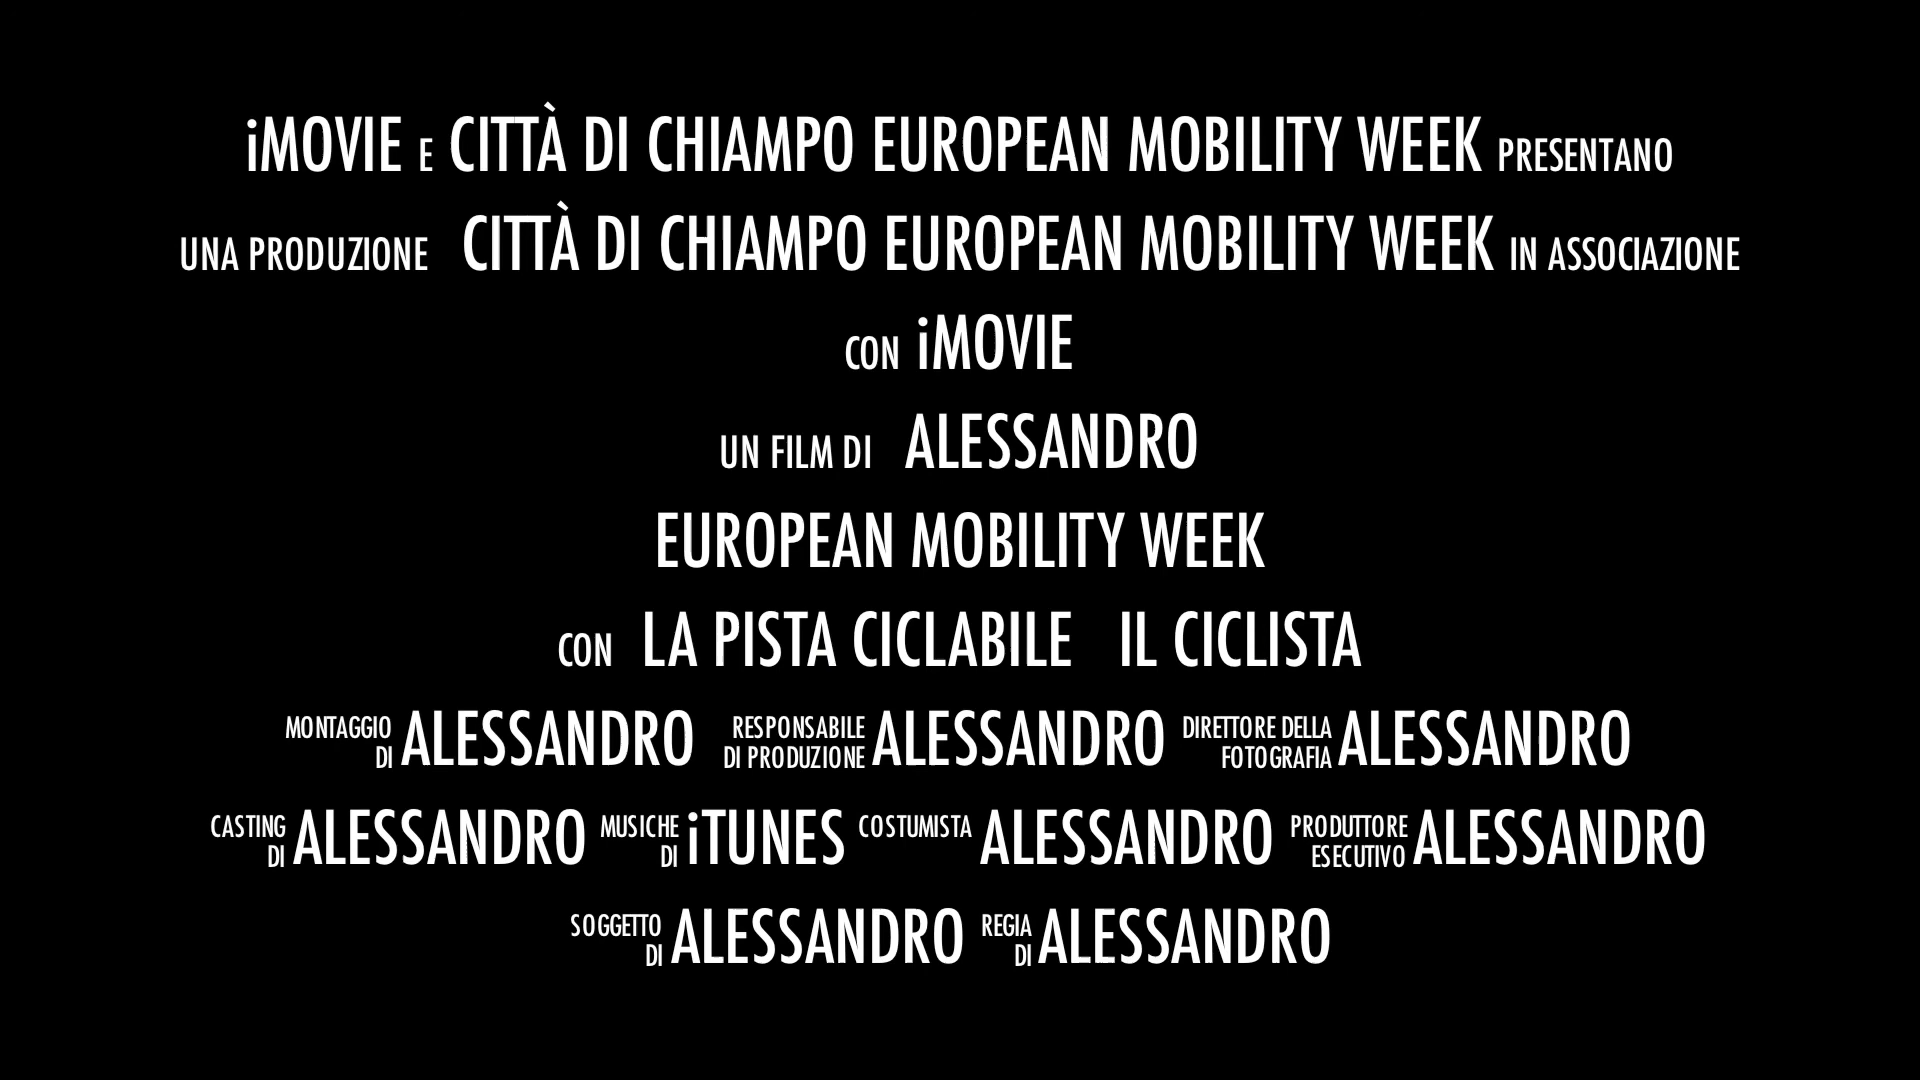 iMOVIE E CITTÀ DI CHIAMPO EUROPEAN MOBILITY WEEK PRESENTANO
UNA PRODUZIONE CITTÀ DI CHIAMPO EUROPEAN MOBILITY WEEK IN ASSOCIAZIONE
CON iMOVIE
UN FILM DI ALESSANDRO
EUROPEAN MOBILITY WEEK
CON LA PISTA CICLABILE IL CICLISTA
MONTAGGIO DI ALESSANDRO RESPONSABILE DI PRODUZIONE ALESSANDRO DIRETTORE DELLA FOTOGRAFIA ALESSANDRO
CASTING DI ALESSANDRO MUSICHE DI iTUNES COSTUMISTA ALESSANDRO PRODUTTORE ESECUTIVO ALESSANDRO
SOGGETTO DI ALESSANDRO REGIA DI ALESSANDRO